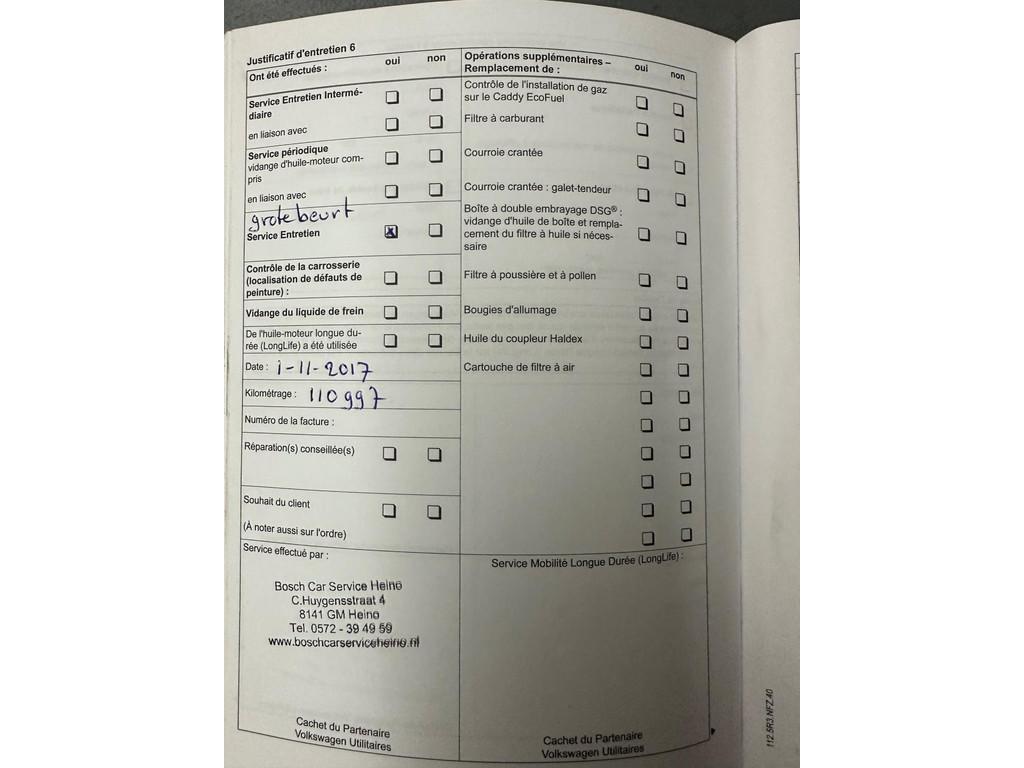 Justificatif d'entretien 6
Ont été effectués :
oui
non
Service Entretien Intermé-
diaire
en liaison avec
Service périodique
vidange d'huile-moteur com-
pris
en liaison avec
grote beurt
Service Entretien
Contrôle de la carrosserie
(localisation de défauts de
peinture) :
Vidange du liquide de frein
De l'huile-moteur longue du-
rée (LongLife) a été utilisée
Date : 1-11-2017
Kilométrage : 110997
Numéro de la facture :
Réparation(s) conseillée(s)
Souhait du client
(À noter aussi sur l'ordre)
Service effectué par :
Bosch Car Service Heino
C.Huygensstraat 4
8141 GM Heino
Tel. 0572 - 39 49 59
www.boschcarserviceheino.nl
Cachet du Partenaire
Volkswagen Utilitaires
Opérations supplémentaires –
Remplacement de :
oui
non
Contrôle de l'installation de gaz
sur le Caddy EcoFuel
Filtre à carburant
Courroie crantée
Courroie crantée : galet-tendeur
Boîte à double embrayage DSG® :
vidange d'huile de boîte et rempla-
cement du filtre à huile si néces-
saire
Filtre à poussière et à pollen
Bougies d'allumage
Huile du coupleur Haldex
Cartouche de filtre à air
Service Mobilité Longue Durée (LongLife) :
Cachet du Partenaire
Volkswagen Utilitaires
112.5R3.NFZ.40